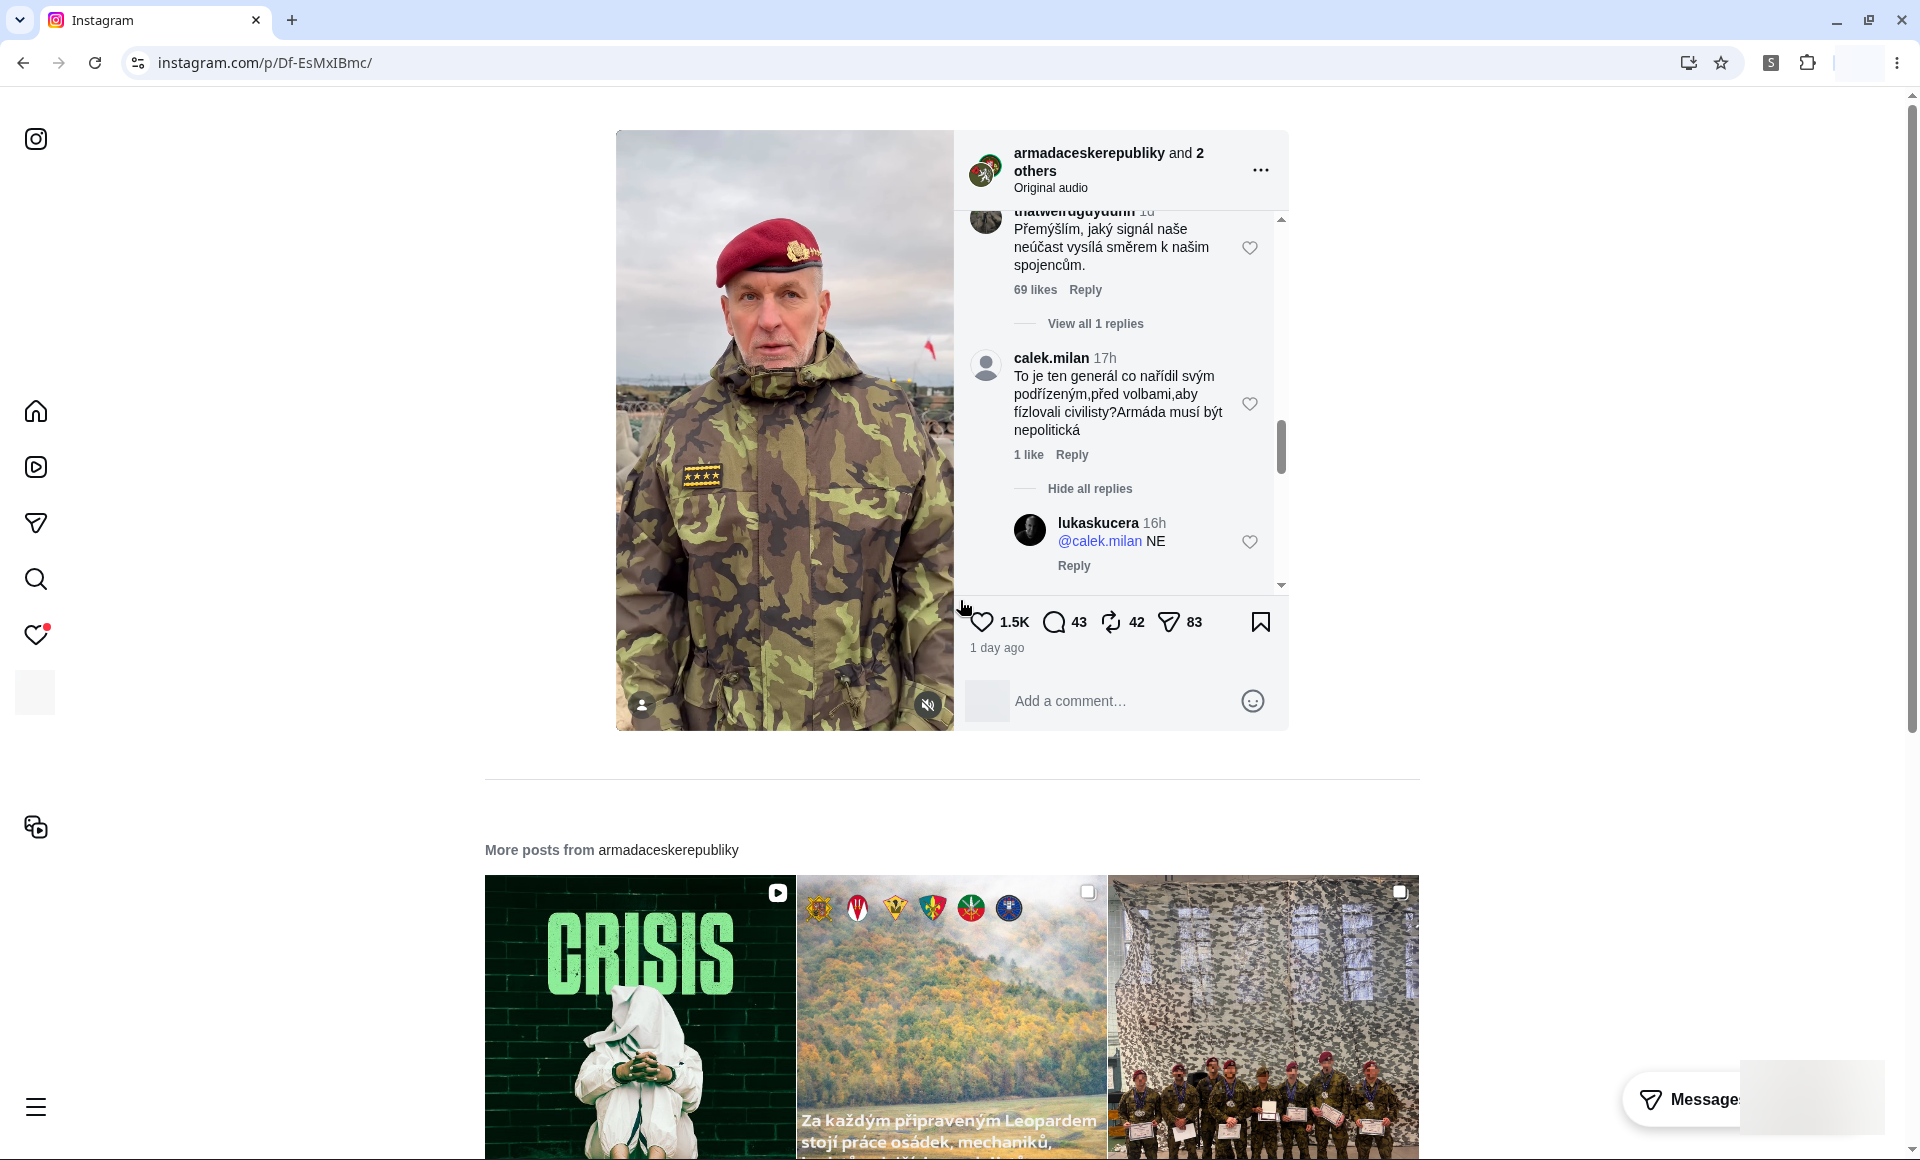 Instagram
instagram.com/p/Df-EsMxIBmc/
S
armadaceskerepubliky and 2
others
Original audio
thatweirdguydunn 1d
Přemýšlím, jaký signál naše
neúčast vysílá směrem k našim
spojencům.
69 likes Reply
View all 1 replies
calek.milan 17h
To je ten generál co nařídil svým
podřízeným,před volbami,aby
fízlovali civilisty?Armáda musí být
nepolitická
1 like Reply
Hide all replies
lukaskucera 16h
@calek.milan NE
Reply
1.5K 43 42 83
1 day ago
Add a comment…
More posts from armadaceskerepubliky
CRISIS
Za každým připraveným Leopardem
stojí práce osádek, mechaniků,
Messages